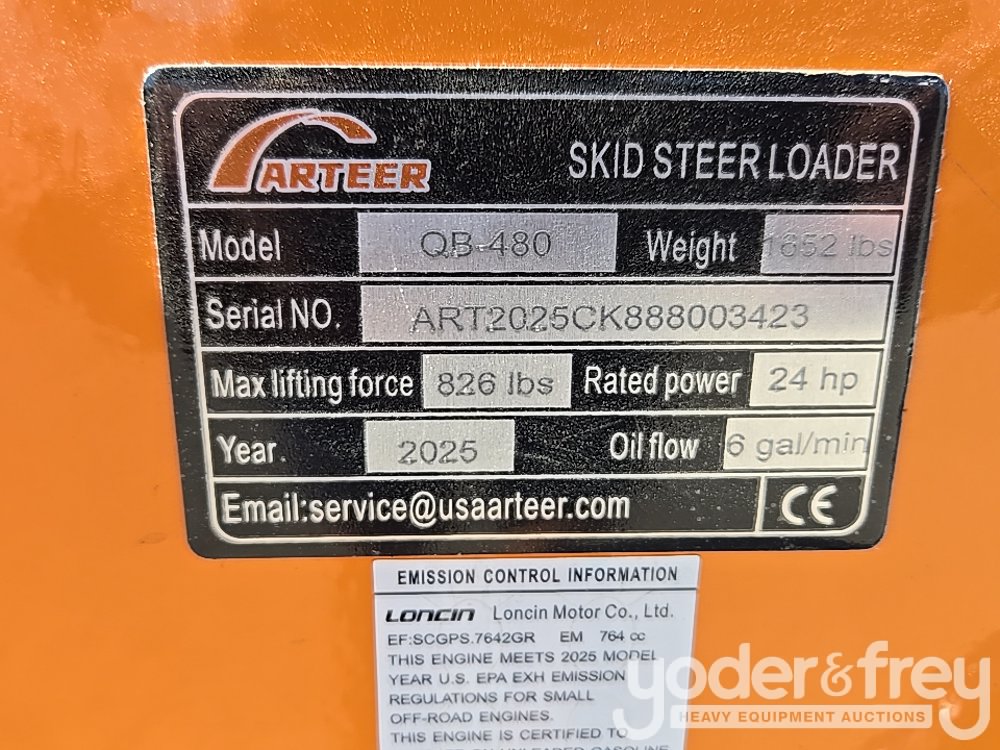 ARTEER SKID STEER LOADER
Model QB-480 Weight 1652 lbs
Serial NO. ART2025CK888003423
Max lifting force 826 lbs Rated power 24 hp
Year. 2025 Oil flow 6 gal/min
Email:service@usaarteer.com CE
EMISSION CONTROL INFORMATION
LONCIN Loncin Motor Co., Ltd.
EF:SCGPS.7642GR EM 764 cc
THIS ENGINE MEETS 2025 MODEL
YEAR U.S. EPA EXH EMISSION
REGULATIONS FOR SMALL
OFF-ROAD ENGINES.
THIS ENGINE IS CERTIFIED TO
UNLEADED GASOLINE
yoder&frey
HEAVY EQUIPMENT AUCTIONS